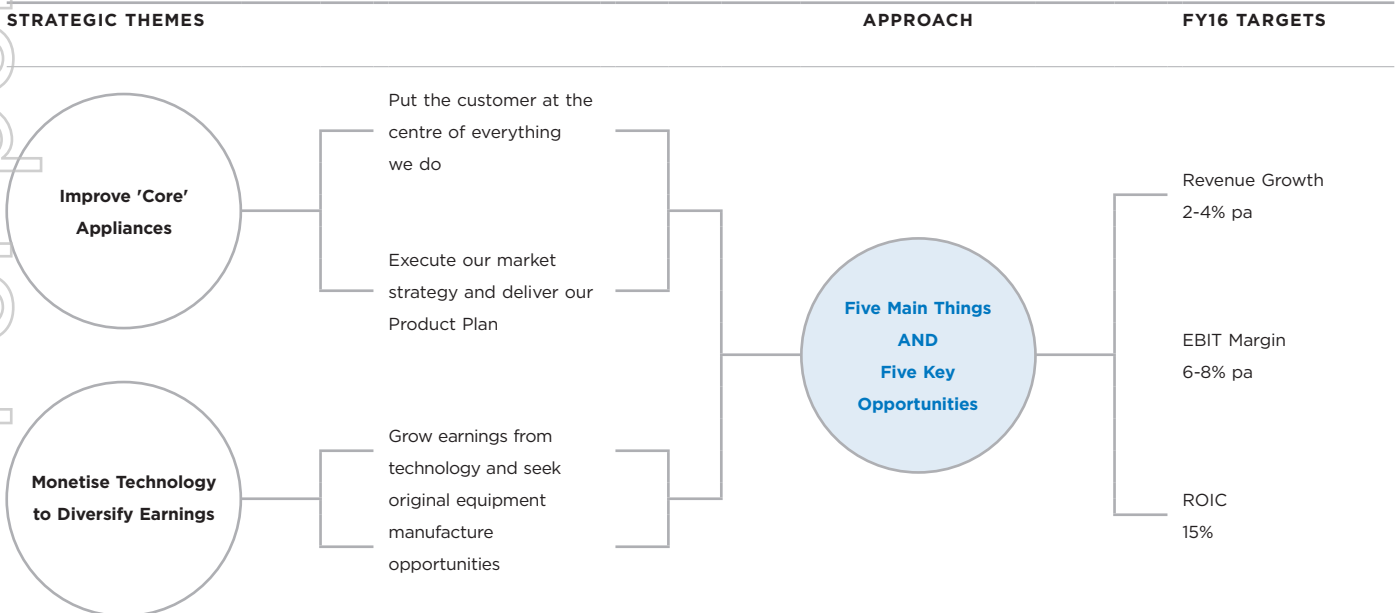 STRATEGIC THEMES
APPROACH
FY16 TARGETS
Improve 'Core'
Appliances
Put the customer at the
centre of everything
we do
Execute our market
strategy and deliver our
Product Plan
Monetise Technology
to Diversify Earnings
Grow earnings from
technology and seek
original equipment
manufacture
opportunities
Five Main Things
AND
Five Key
Opportunities
Revenue Growth
2-4% pa
EBIT Margin
6-8% pa
ROIC
15%